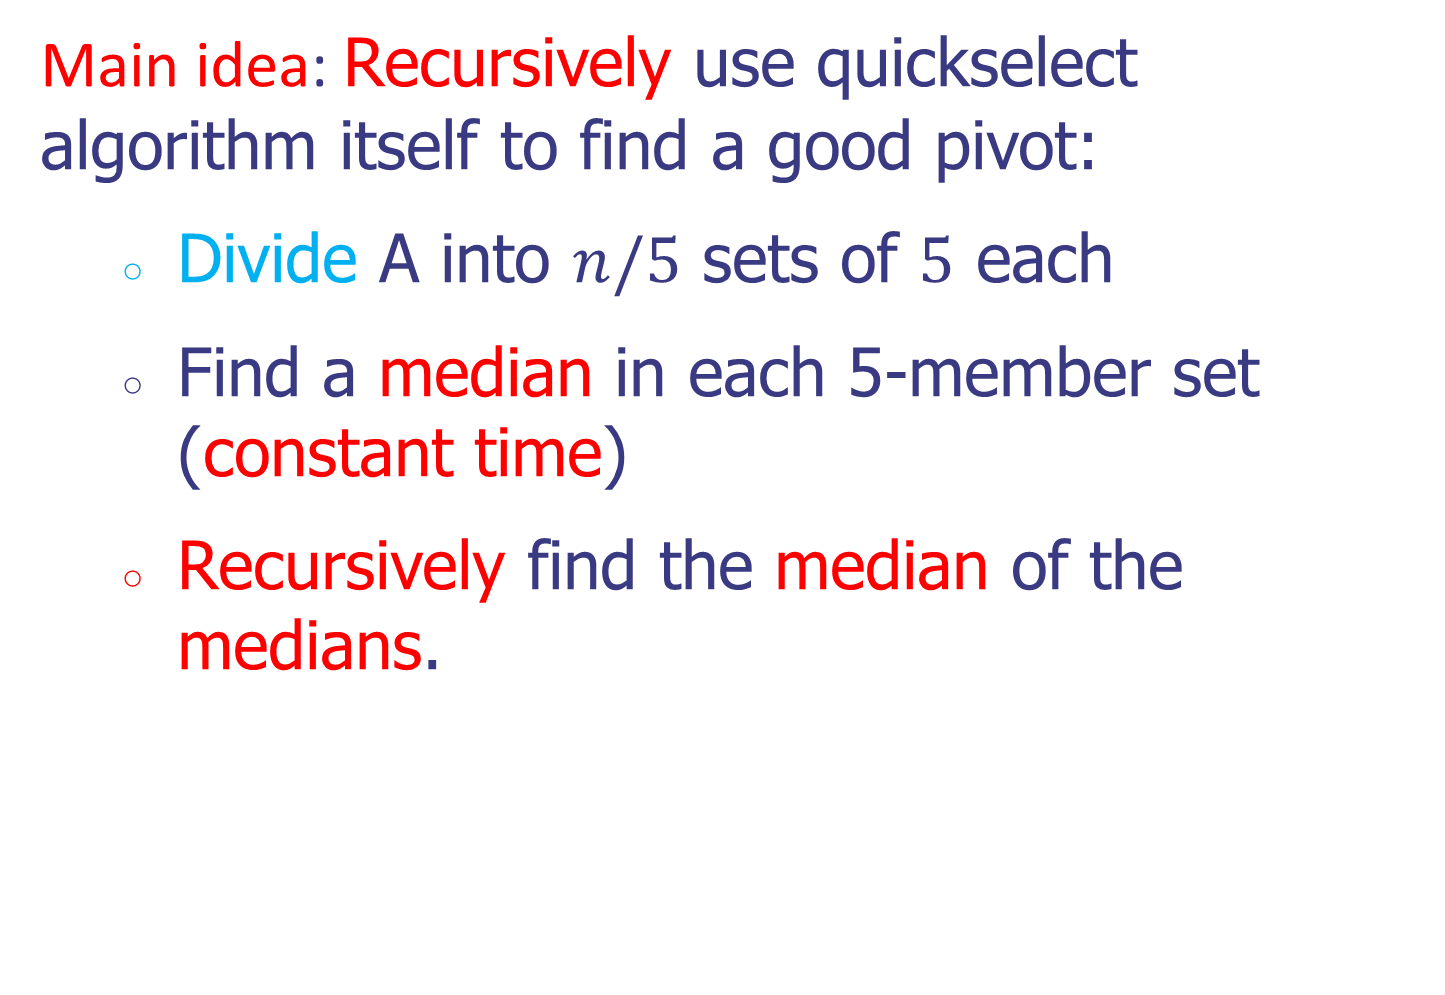 Main idea: Recursively use quickselect
algorithm itself to find a good pivot:
○ Divide A into n/5 sets of 5 each
○ Find a median in each 5-member set
(constant time)
○ Recursively find the median of the
medians.